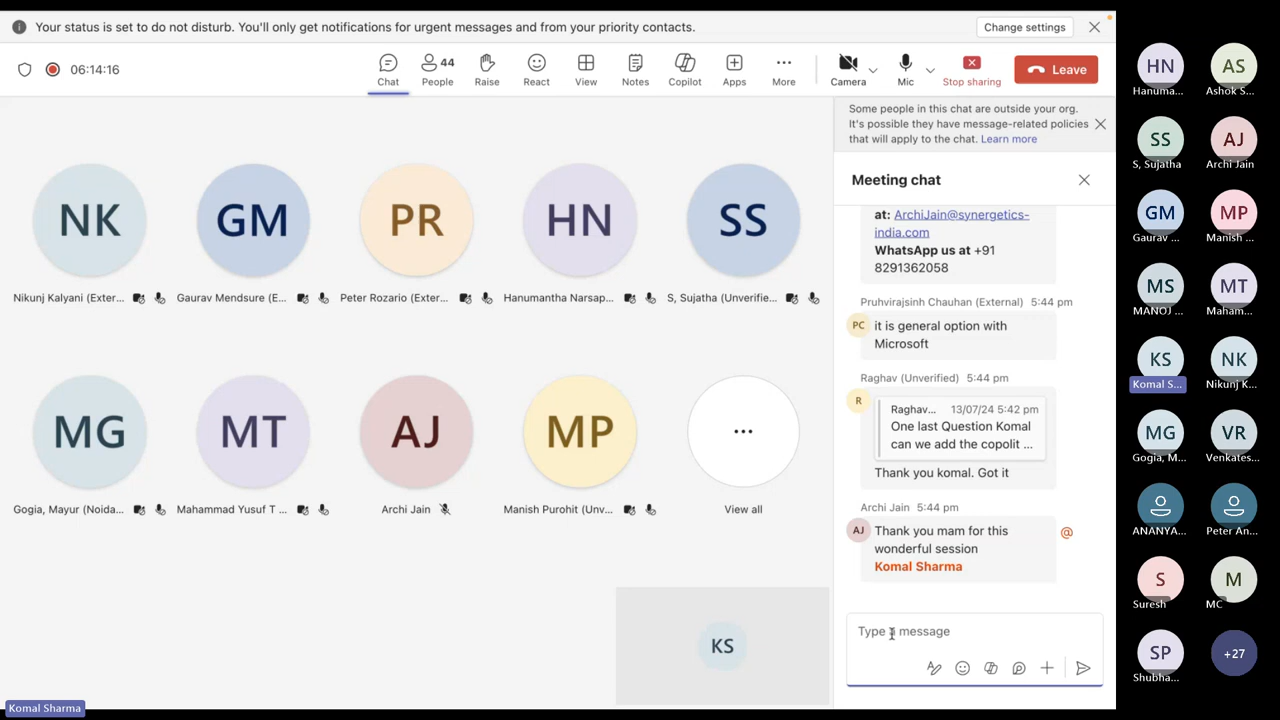 Your status is set to do not disturb. You'll only get notifications for urgent messages and from your priority contacts.
Change settings
06:14:16
Chat
44
People
Raise
React
View
Notes
Copilot
Apps
More
Camera
Mic
Stop sharing
Leave
NK
GM
PR
HN
SS
Nikunj Kalyani (Exter...
Gaurav Mendsure (E...
Peter Rozario (Exter...
Hanumantha Narsap...
S, Sujatha (Unverifie...
MG
MT
AJ
MP
...
Gogia, Mayur (Noida...
Mahammad Yusuf T ...
Archi Jain
Manish Purohit (Unv...
View all
KS
Komal Sharma
Some people in this chat are outside your org.
It's possible they have message-related policies
that will apply to the chat. Learn more
Meeting chat
at: ArchiJain@synergetics-
india.com
WhatsApp us at +91
8291362058
Pruhvirajsinh Chauhan (External) 5:44 pm
PC
it is general option with
Microsoft
Raghav (Unverified) 5:44 pm
R
Raghav... 13/07/24 5:42 pm
One last Question Komal
can we add the copolit ...
Thank you komal. Got it
Archi Jain 5:44 pm
AJ
Thank you mam for this
wonderful session
Komal Sharma
@
Type a message
HN
AS
Hanuma...
Ashok S...
SS
AJ
S, Sujatha
Archi Jain
GM
MP
Gaurav ...
Manish ...
MS
MT
MANOJ ...
Maham...
KS
NK
Komal S...
Nikunj K...
MG
VR
Gogia, M...
Venkates...
ANANYA...
Peter An...
S
M
Suresh
MC
SP
+27
Shubha...